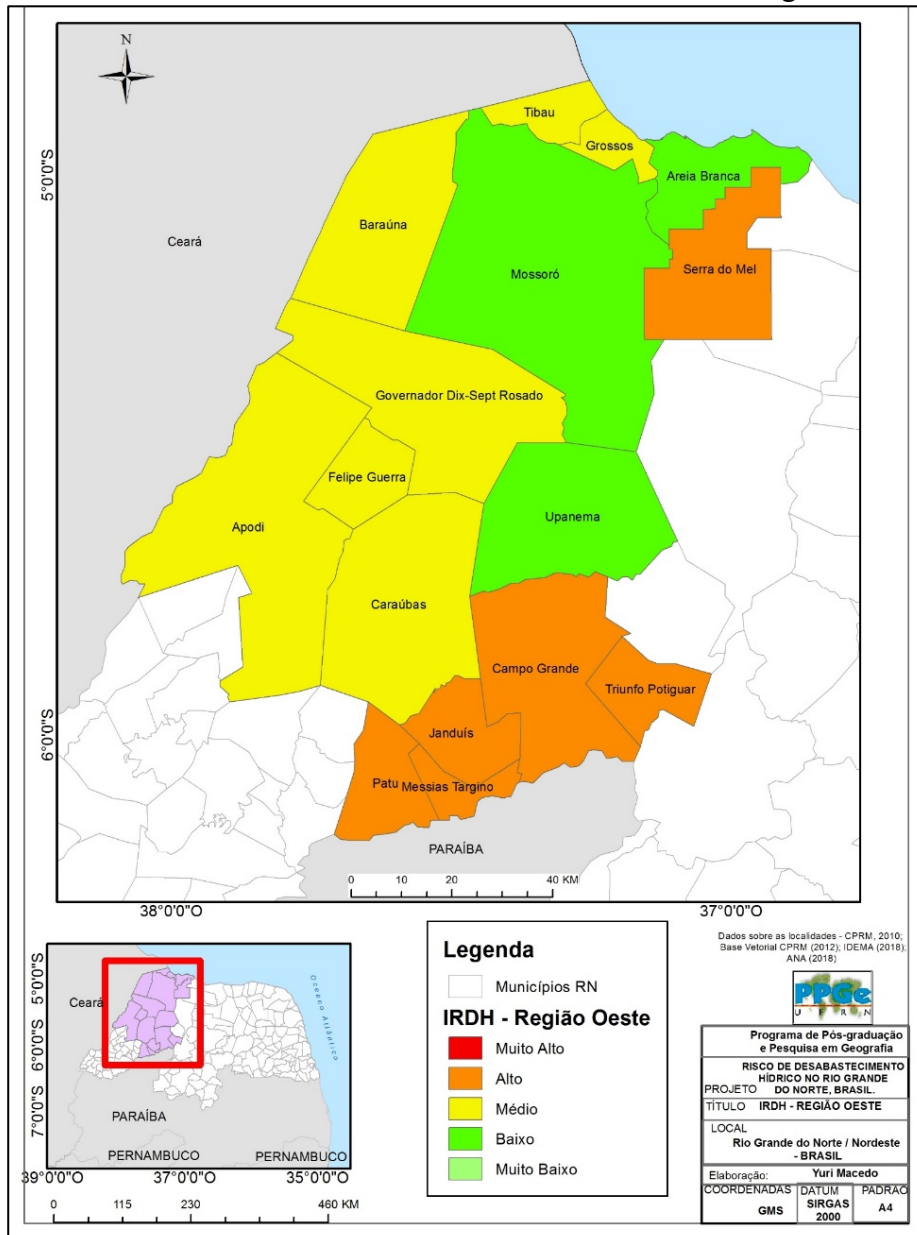 N
Tibau
Grossos
5°0'0"S
Areia Branca
Baraúna
Ceará
Mossoró
Serra do Mel
Governador Dix-Sept Rosado
Felipe Guerra
Apodi
Upanema
Caraúbas
Campo Grande
Triunfo Potiguar
6°0'0"S
Janduís
Patu
Messias Targino
PARAÍBA
0 10 20 40 KM
38°0'0"O 37°0'0"O
Legenda
Municípios RN
IRDH - Região Oeste
Muito Alto
Alto
Médio
Baixo
Muito Baixo
5°0'0"S
Ceará
6°0'0"S
Oceano Atlântico
7°0'0"S
PARAÍBA
PERNAMBUCO PERNAMBUCO
39°0'0"O 37°0'0"O 35°0'0"O
0 115 230 460 KM
Dados sobre as localidades - CPRM, 2010;
Base Vetorial CPRM (2012); IDEMA (2018);
ANA (2018)
PPGe
UFRN
Programa de Pós-graduação
e Pesquisa em Geografia
RISCO DE DESABASTECIMENTO
HÍDRICO NO RIO GRANDE
PROJETO DO NORTE, BRASIL.
TÍTULO IRDH - REGIÃO OESTE
LOCAL
Rio Grande do Norte / Nordeste
- BRASIL
Elaboração: Yuri Macedo
COORDENADAS DATUM PADRÃO
GMS SIRGAS 2000 A4